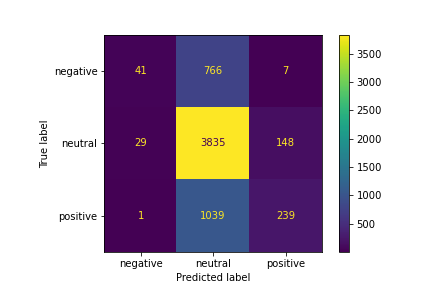 negative 41 766 7
neutral 29 3835 148
positive 1 1039 239
negative neutral positive
Predicted label
True label
3500
3000
2500
2000
1500
1000
500